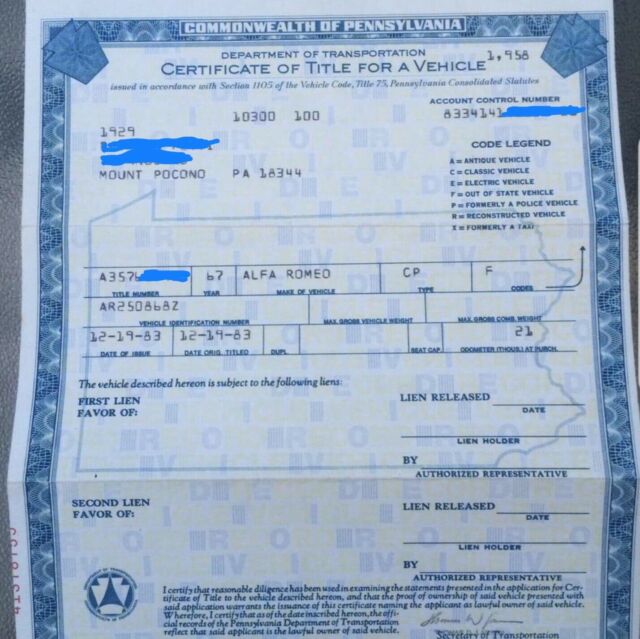 COMMONWEALTH OF PENNSYLVANIA
DEPARTMENT OF TRANSPORTATION
1,958
CERTIFICATE OF TITLE FOR A VEHICLE
issued in accordance with Section 1105 of the Vehicle Code, Title 75, Pennsylvania Consolidated Statutes
ACCOUNT CONTROL NUMBER
10300 100 8334141
1929
MOUNT POCONO PA 18344
CODE LEGEND
A = ANTIQUE VEHICLE
C = CLASSIC VEHICLE
E = ELECTRIC VEHICLE
F = OUT OF STATE VEHICLE
P = FORMERLY A POLICE VEHICLE
R = RECONSTRUCTED VEHICLE
X = FORMERLY A TAXI
A3576 67 ALFA ROMEO CP F
TITLE NUMBER YEAR MAKE OF VEHICLE TYPE CODES
AR250868Z
VEHICLE IDENTIFICATION NUMBER MAX. GROSS VEHICLE WEIGHT MAX. GROSS COMB. WEIGHT
12-19-83 12-19-83 21
DATE OF ISSUE DATE ORIG. TITLED DUPL. SEAT CAP. ODOMETER (THOUS.) AT PURCH.
The vehicle described hereon is subject to the following liens:
FIRST LIEN
FAVOR OF:
LIEN RELEASED
DATE
LIEN HOLDER
BY
AUTHORIZED REPRESENTATIVE
SECOND LIEN
FAVOR OF:
LIEN RELEASED
DATE
LIEN HOLDER
BY
AUTHORIZED REPRESENTATIVE
DEPARTMENT OF TRANSPORTATION
I certify that reasonable diligence has been used in examining the statements presented in the application for Cer-
tificate of Title to the vehicle described hereon, and that the proof of ownership of said vehicle presented with
said application warrants the issuance of this certificate naming the applicant as lawful owner of said vehicle.
Wherefore, I certify that as of the date inscribed hereon, the offi-
cial records of the Pennsylvania Department of Transportation
reflect that said applicant is the lawful owner of said vehicle.
Secretary of Transportation